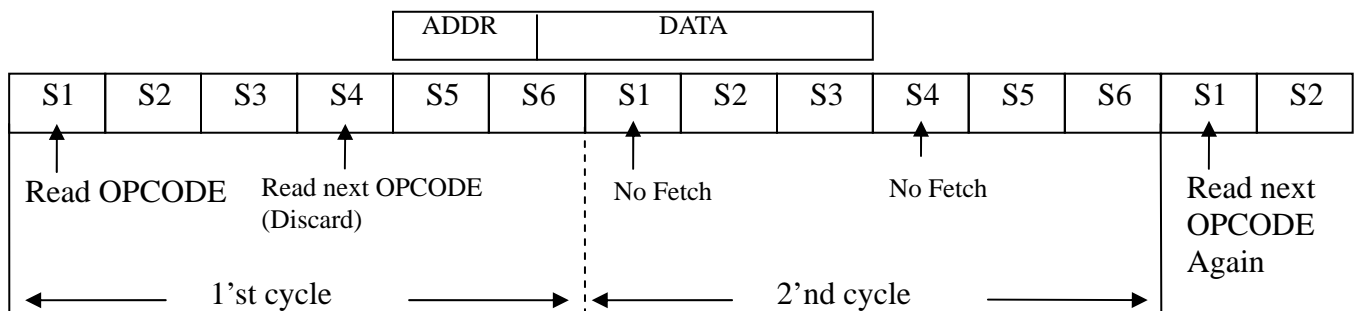 ADDR DATA
S1 S2 S3 S4 S5 S6 S1 S2 S3 S4 S5 S6 S1 S2
Read OPCODE
Read next OPCODE
(Discard)
No Fetch
No Fetch
Read next
OPCODE
Again
1'st cycle
2'nd cycle